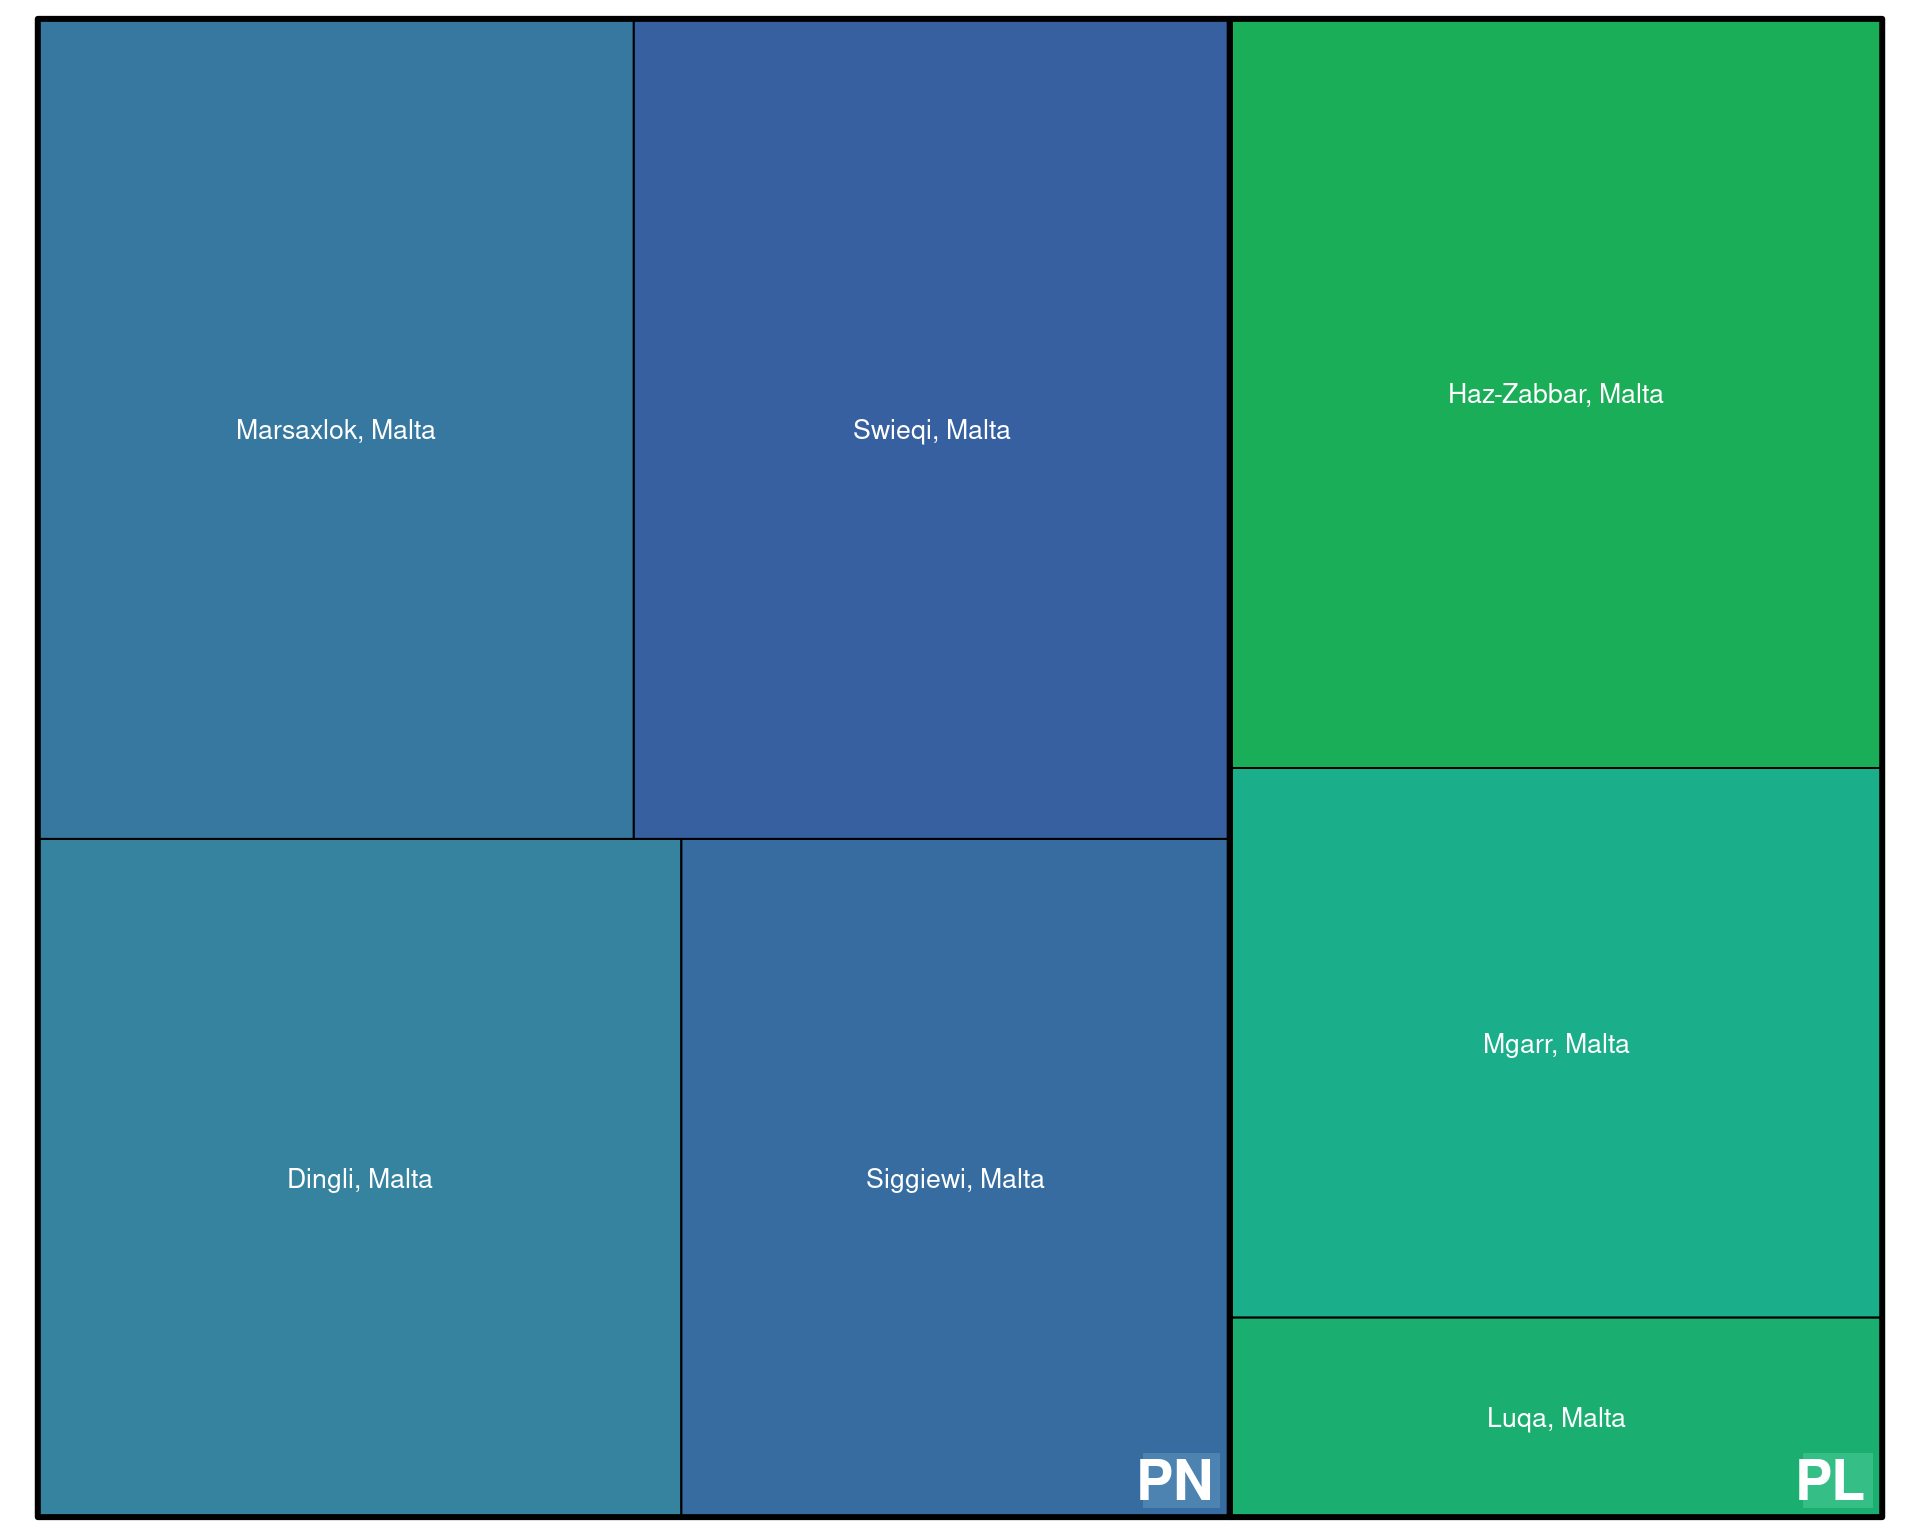 Marsaxlok, Malta
Swieqi, Malta
Haz-Zabbar, Malta
Dingli, Malta
Siggiewi, Malta
Mgarr, Malta
Luqa, Malta
PN
PL